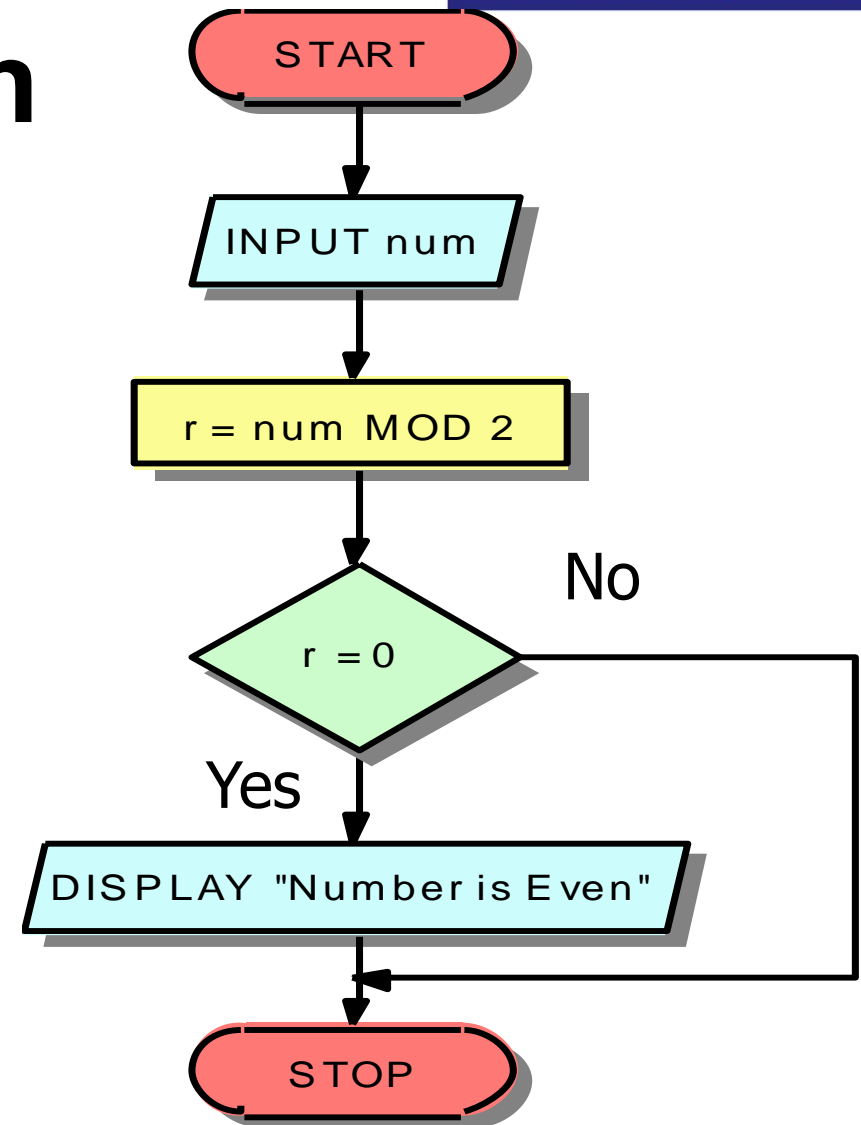 n
START
INPUT num
r = num MOD 2
No
r = 0
Yes
DISPLAY "Number is Even"
STOP